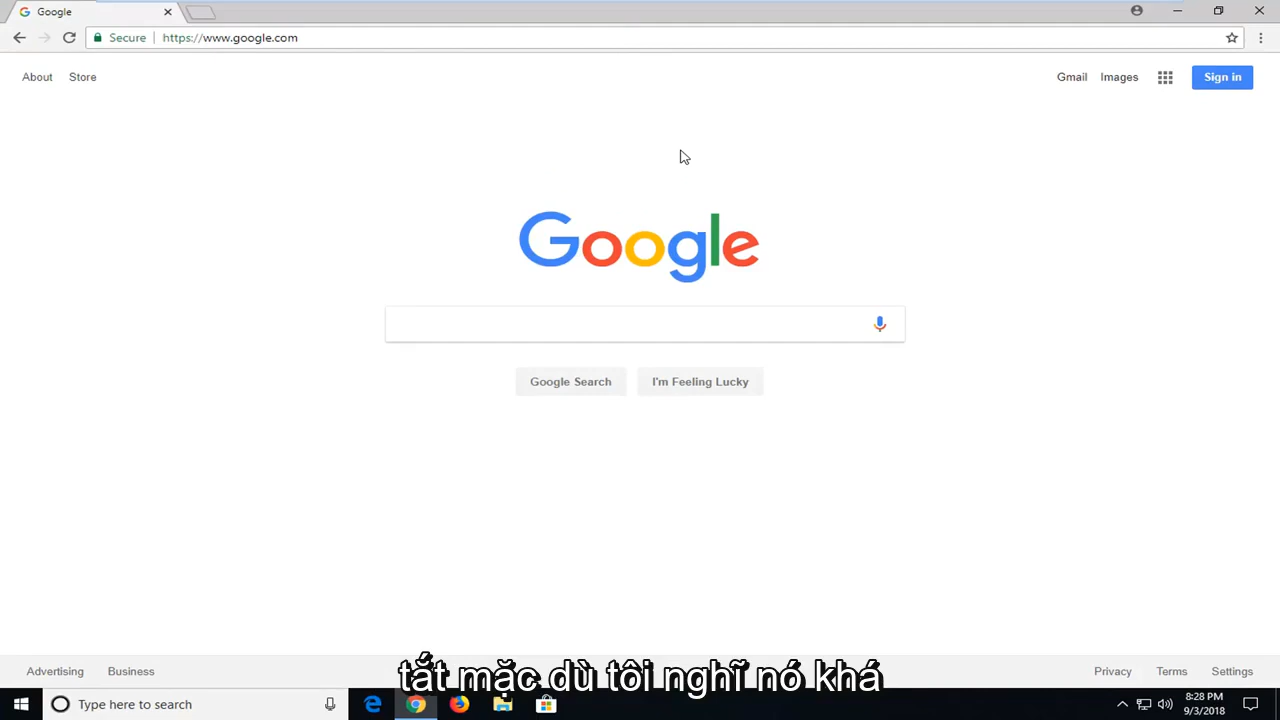 Google
Secure https://www.google.com
About Store Gmail Images Sign in
Google
Google Search I'm Feeling Lucky
Advertising Business Privacy Terms Settings
tắt mặc dù tôi nghĩ nó khá
Type here to search
8:28 PM
9/3/2018